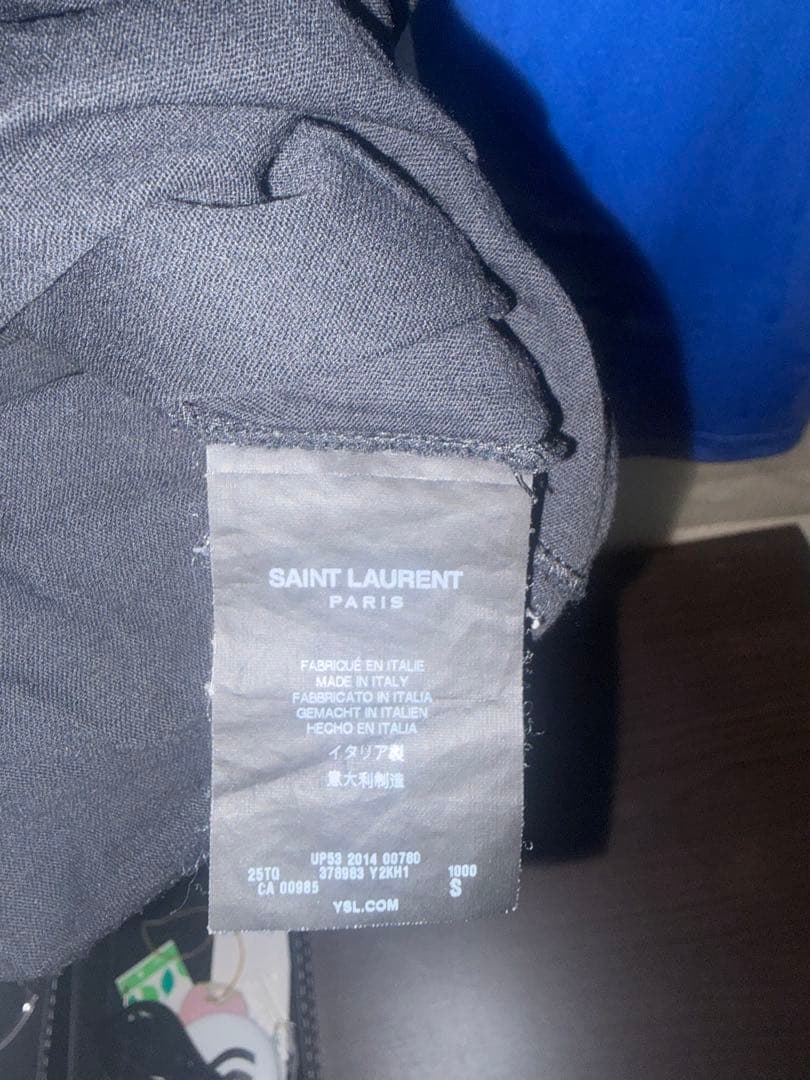 SAINT LAURENT
PARIS
FABRIQUÉ EN ITALIE
MADE IN ITALY
FABBRICATO IN ITALIA
GEMACHT IN ITALIEN
HECHO EN ITALIA
イタリア製
意大利制造
UP53 2014 00760
25TQ 378983 Y2KH1 1000
CA 00985 S
YSL.COM